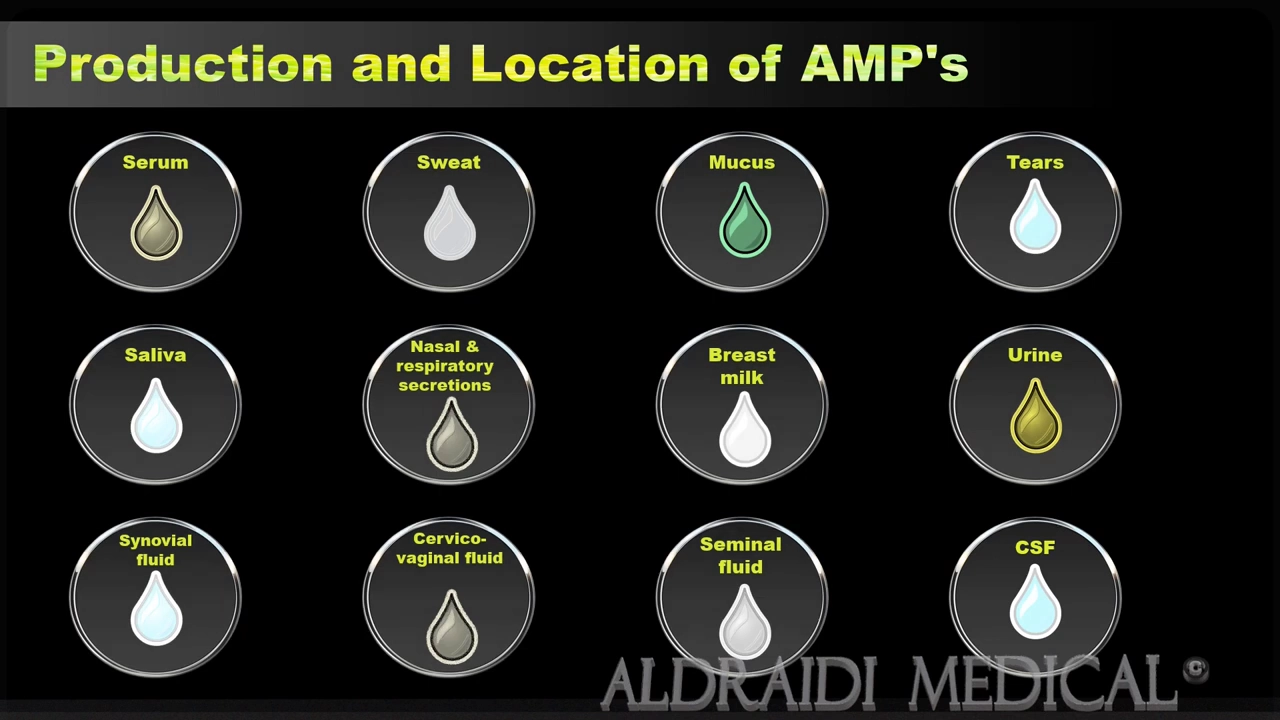 Production and Location of AMP's
Serum
Sweat
Mucus
Tears
Saliva
Nasal &
respiratory
secretions
Breast
milk
Urine
Synovial
fluid
Cervico-
vaginal fluid
Seminal
fluid
CSF
ALDRAIDI MEDICAL ©